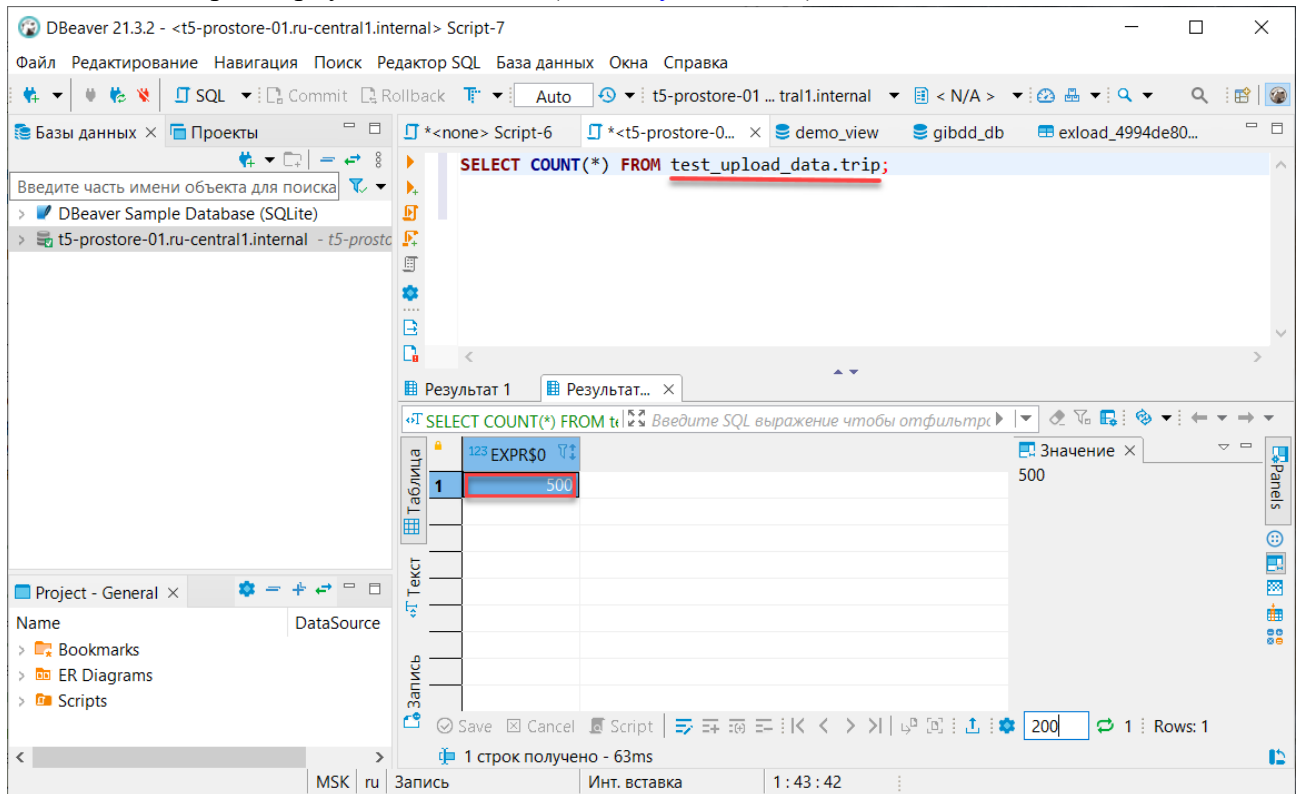 DBeaver 21.3.2 - <t5-prostore-01.ru-central1.internal> Script-7
Файл Редактирование Навигация Поиск Редактор SQL База данных Окна Справка
SQL Commit Rollback Auto t5-prostore-01 ... tral1.internal < N/A >
Базы данных Проекты
*<none> Script-6 *<t5-prostore-0... demo_view gibdd_db exload_4994de80...
Введите часть имени объекта для поиска
DBeaver Sample Database (SQLite)
t5-prostore-01.ru-central1.internal - t5-prosto
SELECT COUNT(*) FROM test_upload_data.trip;
Результат 1 Результат...
SELECT COUNT(*) FROM te Введите SQL выражение чтобы отфильтро
Таблица
Текст
Запись
123 EXPR$0
1 500
Значение
500
Panels
Project - General
Name DataSource
Bookmarks
ER Diagrams
Scripts
Save Cancel Script 200 1 Rows: 1
1 строк получено - 63ms
MSK ru Запись Инт. вставка 1 : 43 : 42